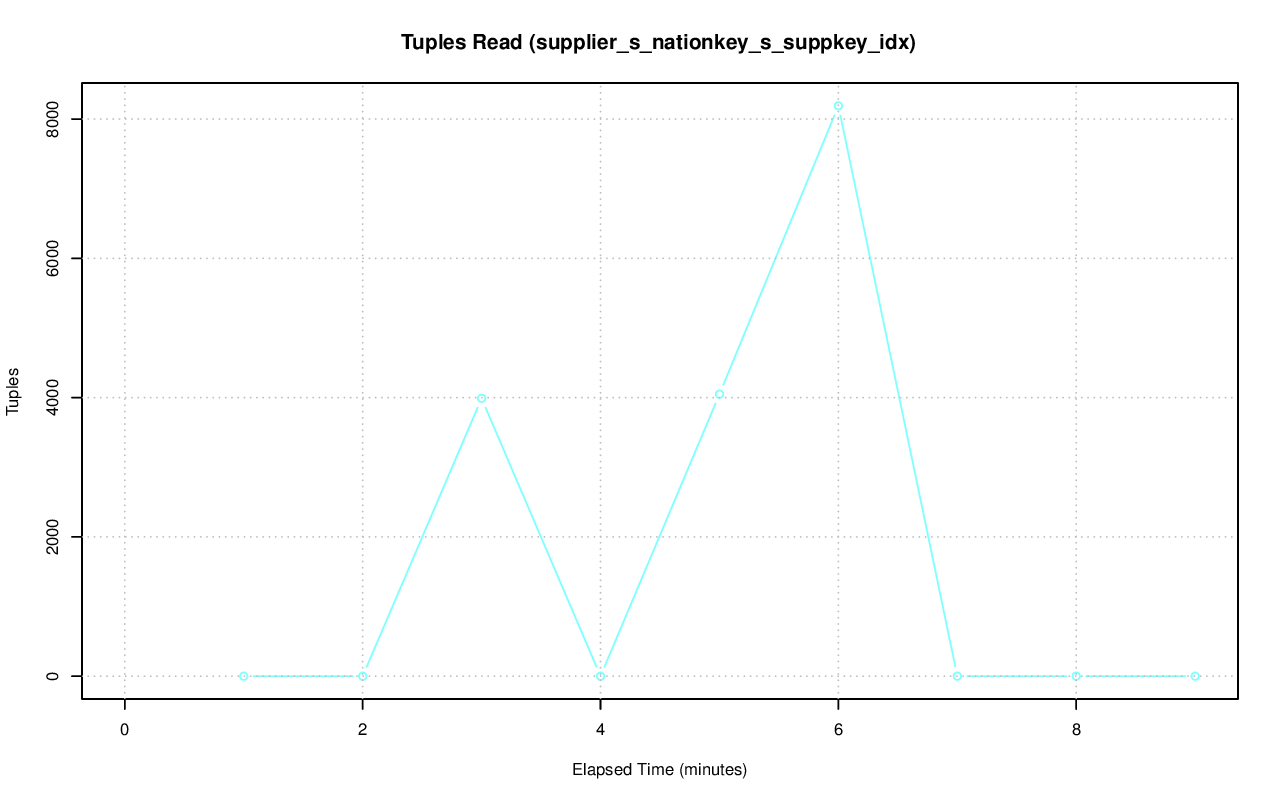 Tuples Read (supplier_s_nationkey_s_suppkey_idx)
Tuples
8000
6000
4000
2000
0
0 2 4 6 8
Elapsed Time (minutes)